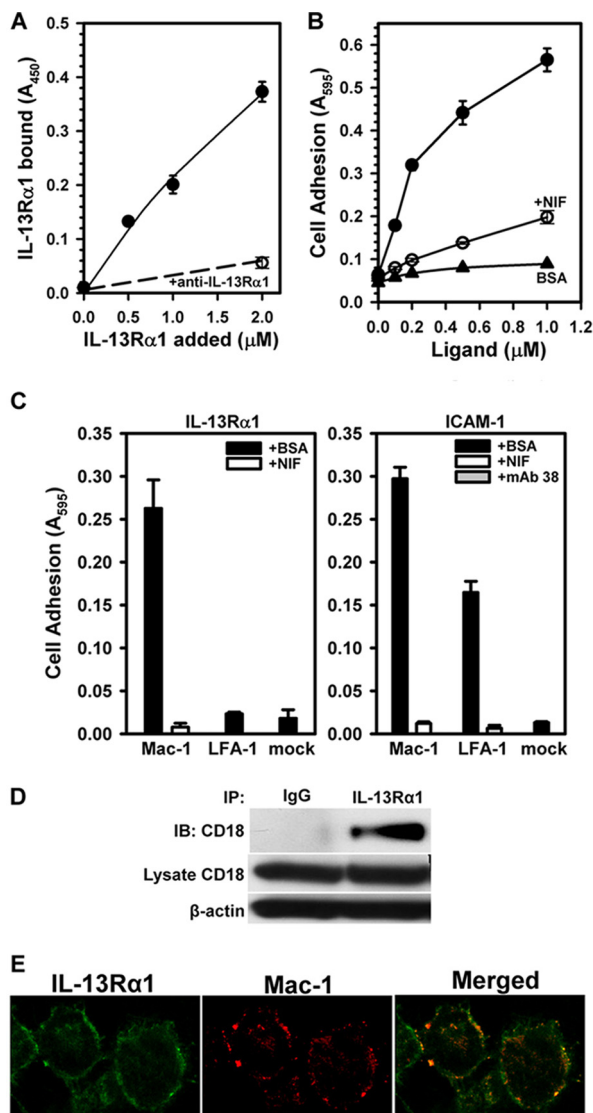 A
IL-13Rα1 bound (A450)
0.4
0.3
0.2
0.1
0.0
0.0 0.5 1.0 1.5 2.0
+anti-IL-13Rα1
IL-13Rα1 added (μM)
B
Cell Adhesion (A595)
0.6
0.5
0.4
0.3
0.2
0.1
0.0
0.0 0.2 0.4 0.6 0.8 1.0 1.2
+NIF
BSA
Ligand (μM)
C
IL-13Rα1
Cell Adhesion (A595)
0.35
0.30
0.25
0.20
0.15
0.10
0.05
0.00
+BSA
+NIF
Mac-1 LFA-1 mock
ICAM-1
0.35
0.30
0.25
0.20
0.15
0.10
0.05
0.00
+BSA
+NIF
+mAb 38
Mac-1 LFA-1 mock
D
IP: IgG IL-13Rα1
IB: CD18
Lysate CD18
β-actin
E
IL-13Rα1 Mac-1 Merged